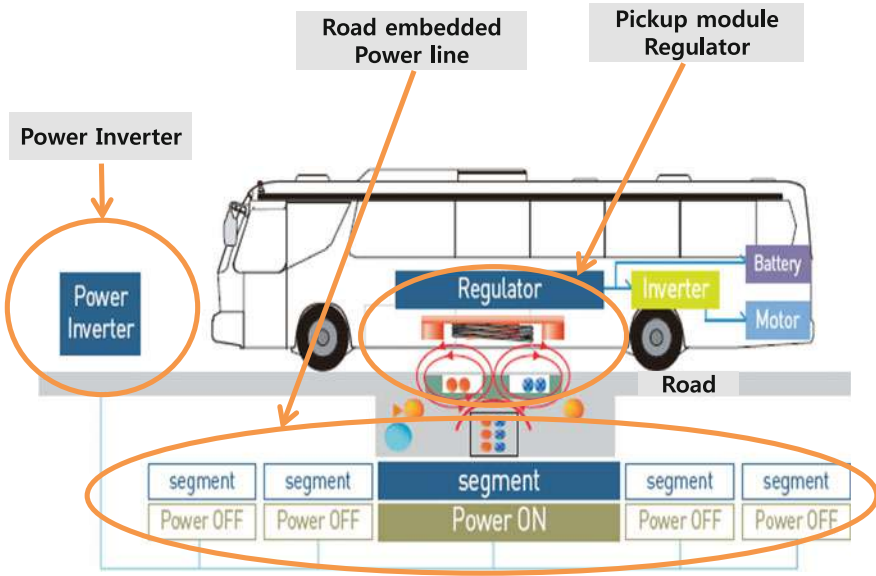 Road embedded
Power line
Pickup module
Regulator
Power Inverter
Power
Inverter
Regulator
Inverter
Battery
Motor
Road
segment
segment
segment
segment
segment
Power OFF
Power OFF
Power ON
Power OFF
Power OFF